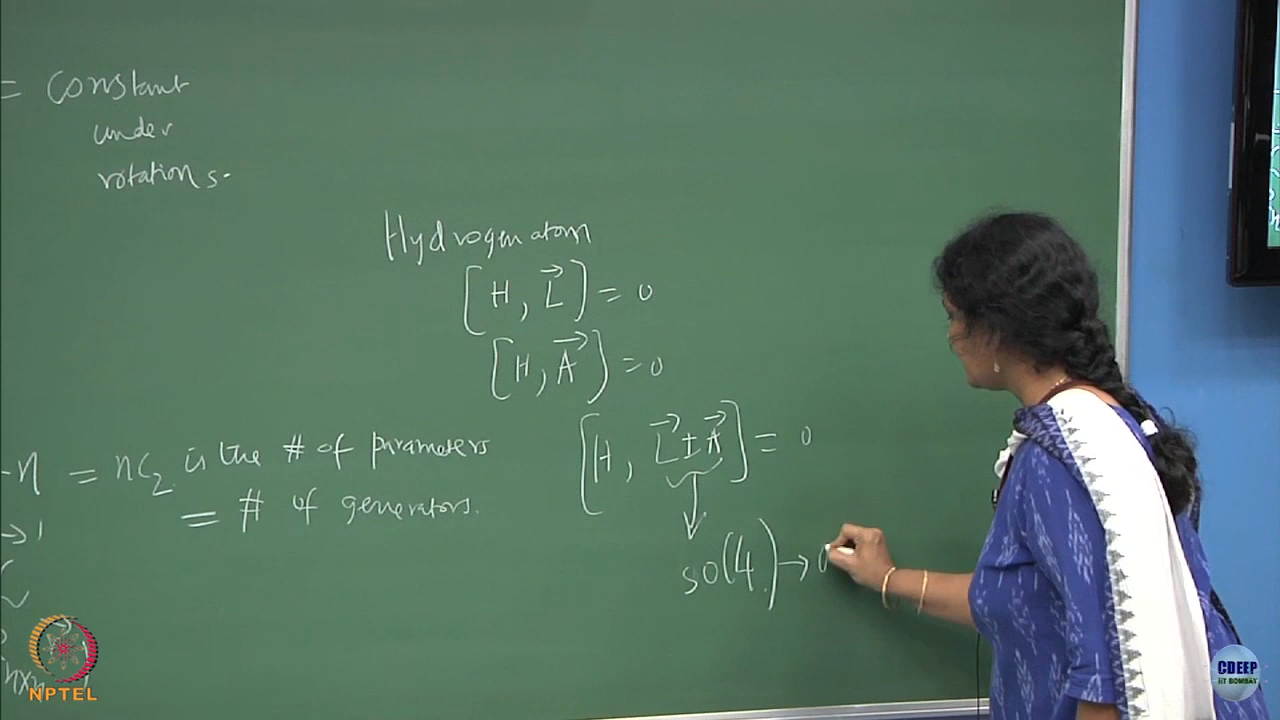 = constant
under
rotations.
Hydrogen atom
[H, L⃗] = 0
[H, A⃗] = 0
[H, L⃗ ± A⃗] = 0
-n = nC2 is the # of parameters
= # of generators.
→ 1
so(4) →
NPTEL
CDEEP
IIT BOMBAY